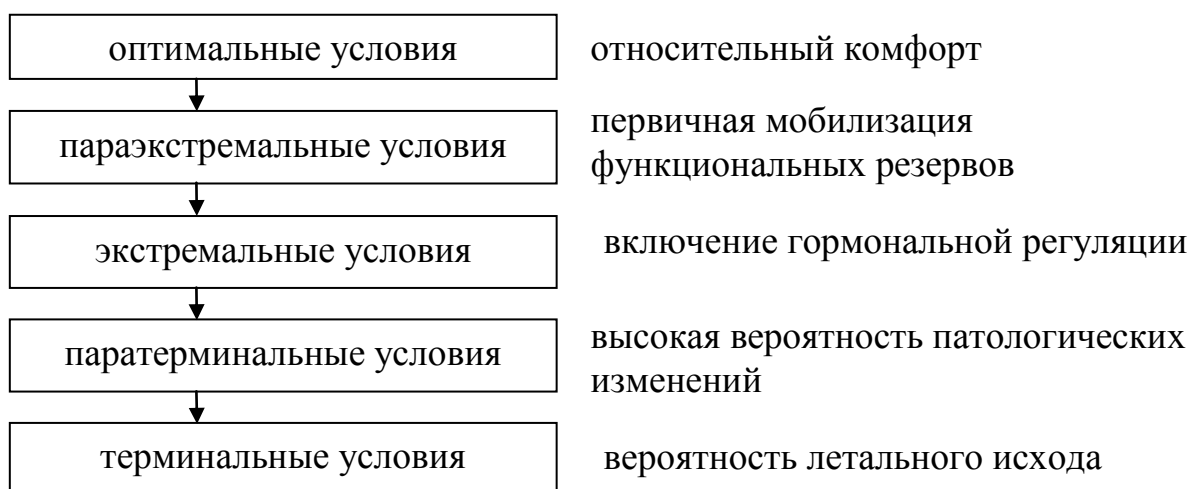 оптимальные условия
относительный комфорт
параэкстремальные условия
первичная мобилизация
функциональных резервов
экстремальные условия
включение гормональной регуляции
паратерминальные условия
высокая вероятность патологических
изменений
терминальные условия
вероятность летального исхода